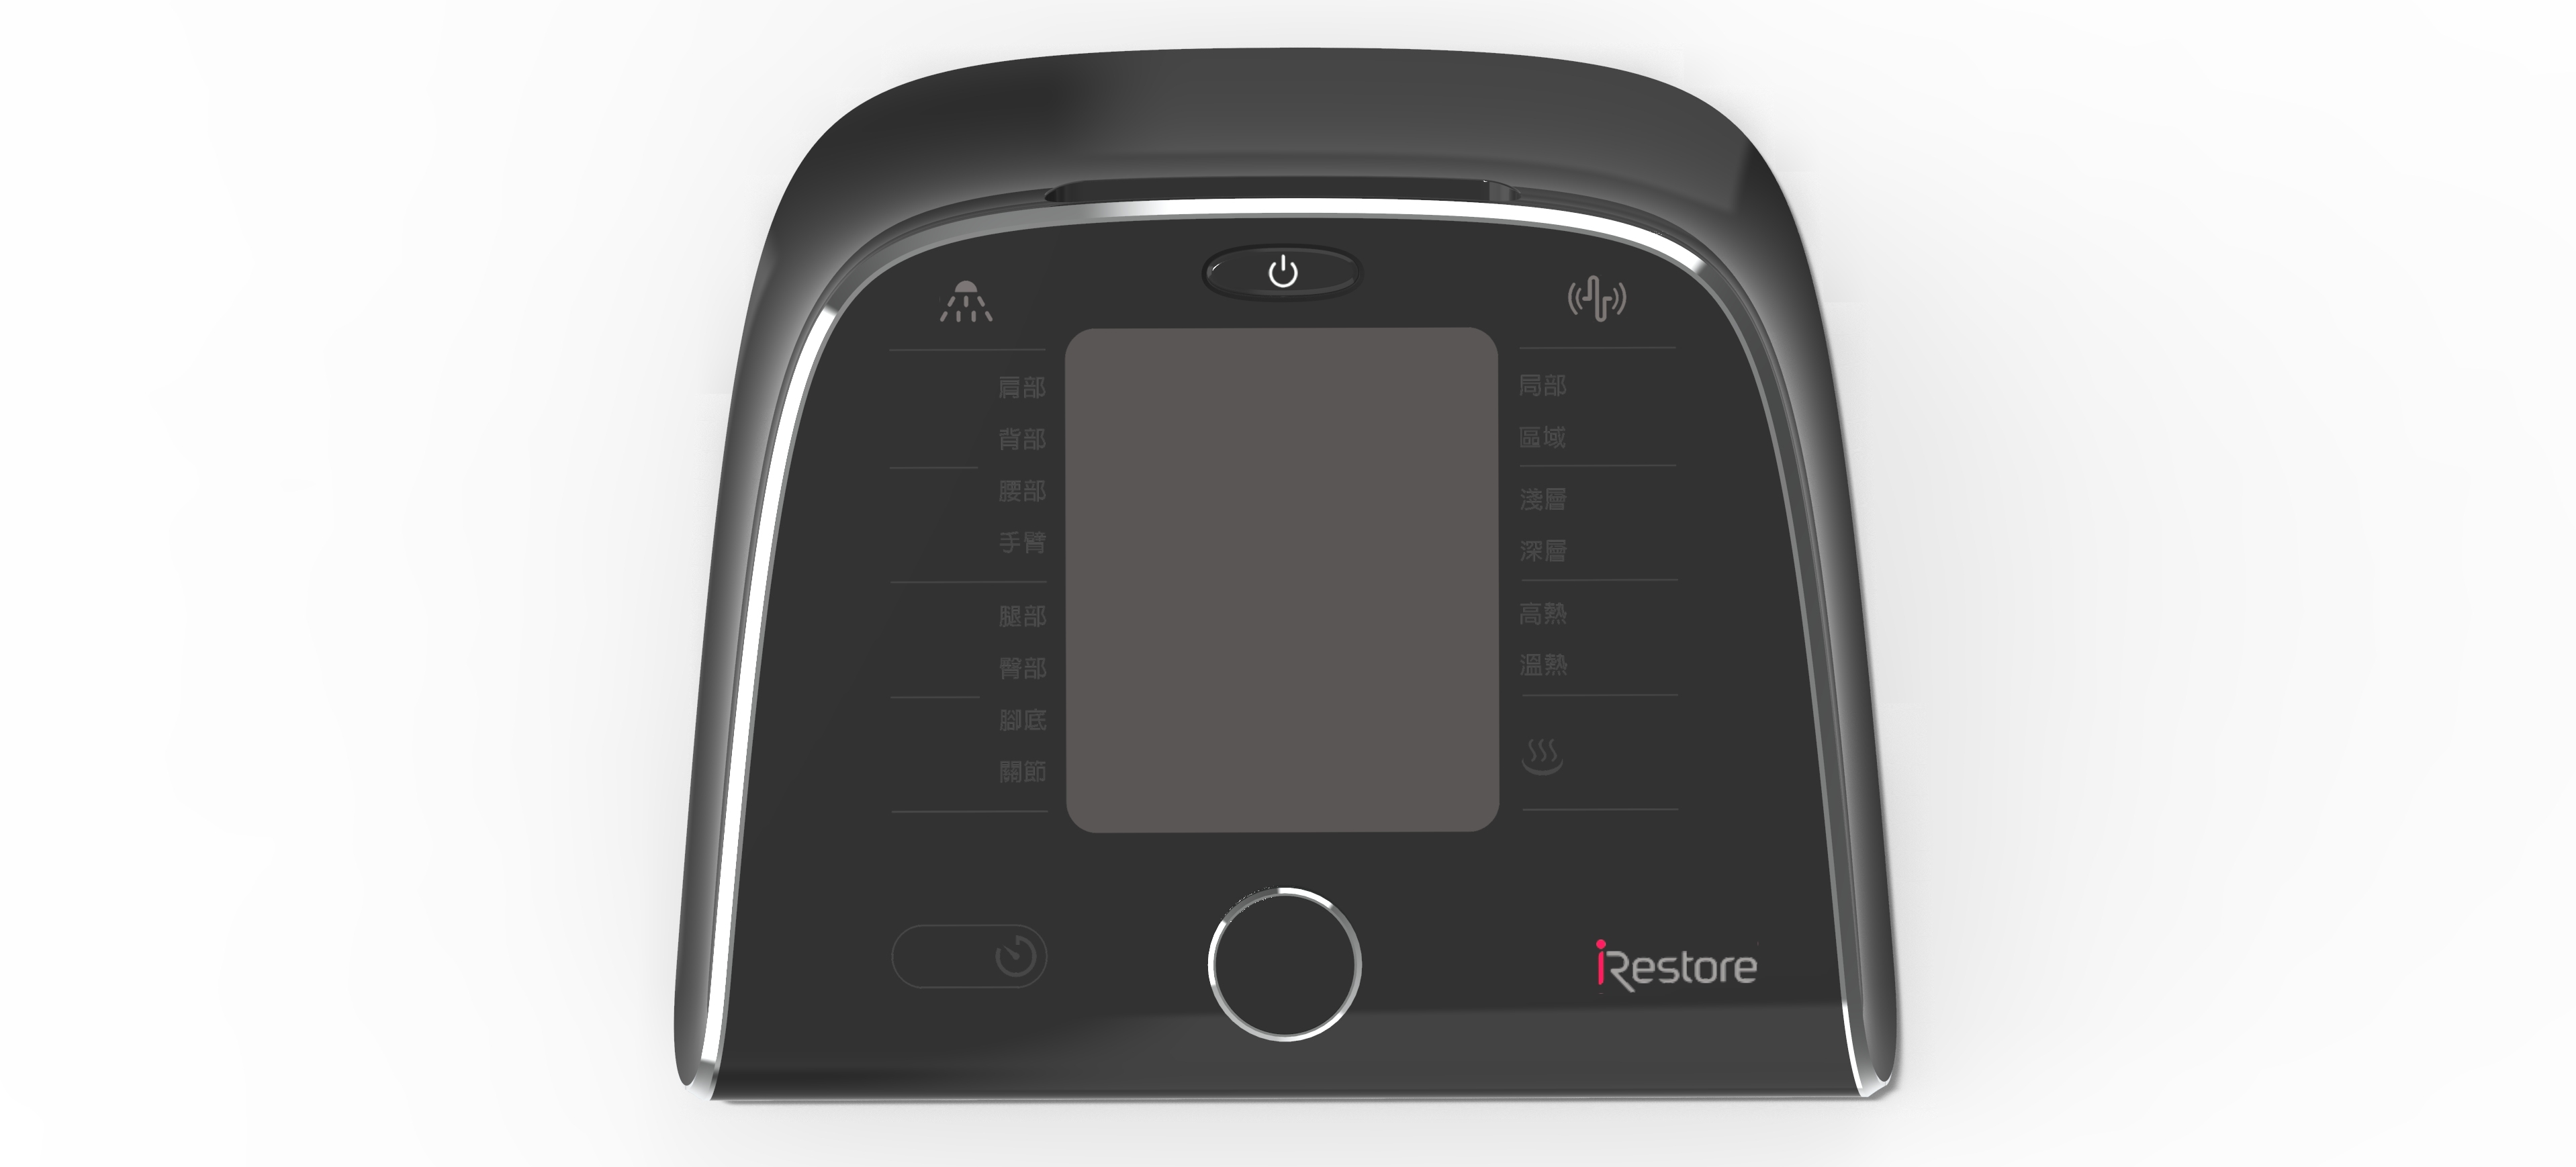 肩部
背部
腰部
手臂
腿部
臀部
腳底
關節
局部
區域
淺層
深層
高熱
溫熱
iRestore